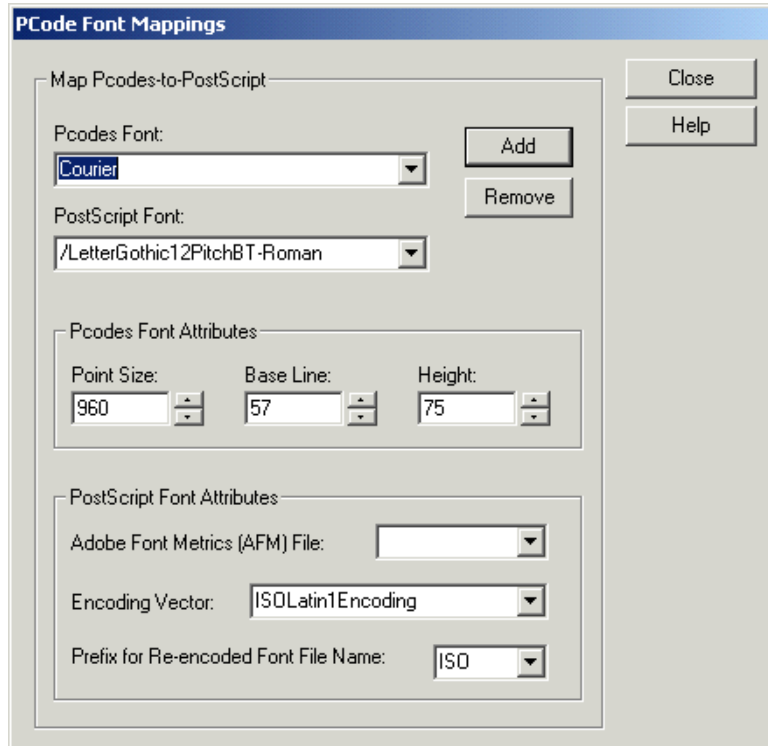 PCode Font Mappings
Map Pcodes-to-PostScript
Close
Help
Pcodes Font:
Courier
Add
Remove
PostScript Font:
/LetterGothic12PitchBT-Roman
Pcodes Font Attributes
Point Size: Base Line: Height:
960 57 75
PostScript Font Attributes
Adobe Font Metrics (AFM) File:
Encoding Vector: ISOLatin1Encoding
Prefix for Re-encoded Font File Name: ISO